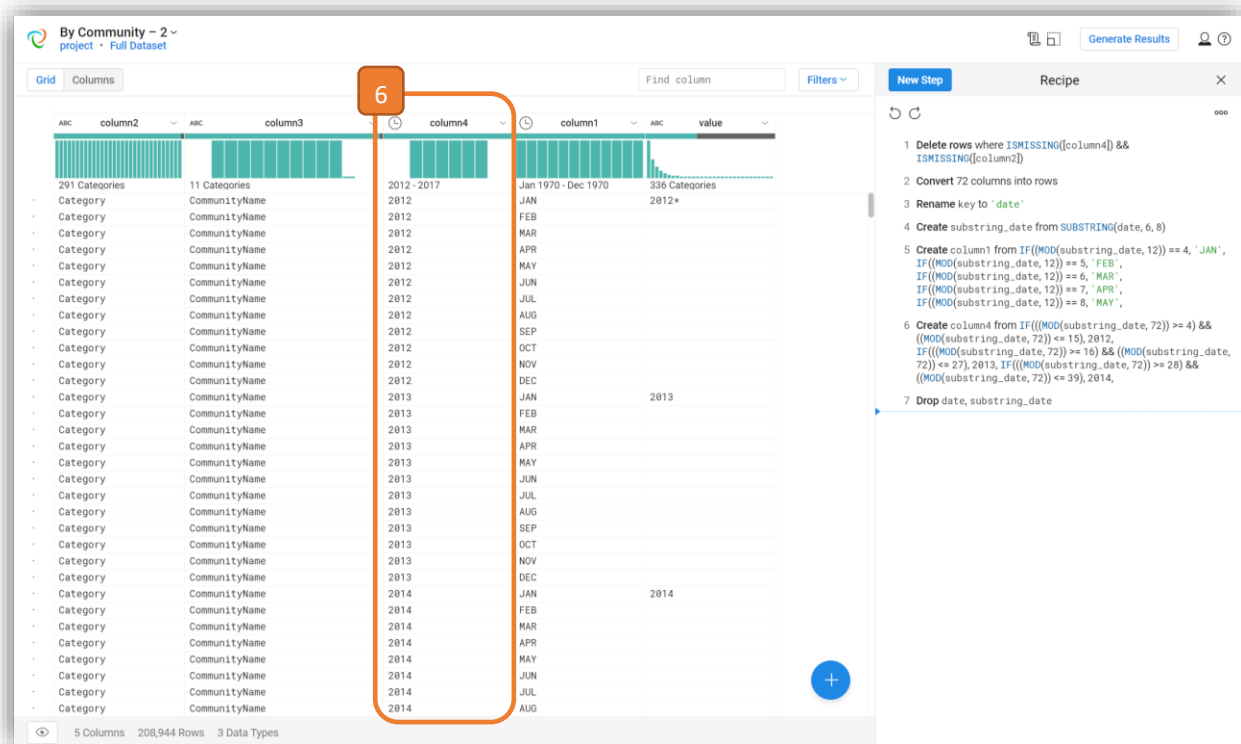 By Community – 2
project • Full Dataset
Generate Results
Grid Columns
Find column
Filters
New Step
Recipe
6
ABC column2
ABC column3
column4
column1
ABC value
291 Categories
11 Categories
2012 - 2017
Jan 1970 - Dec 1970
336 Categories
Category CommunityName 2012 JAN 2012*
Category CommunityName 2012 FEB
Category CommunityName 2012 MAR
Category CommunityName 2012 APR
Category CommunityName 2012 MAY
Category CommunityName 2012 JUN
Category CommunityName 2012 JUL
Category CommunityName 2012 AUG
Category CommunityName 2012 SEP
Category CommunityName 2012 OCT
Category CommunityName 2012 NOV
Category CommunityName 2012 DEC
Category CommunityName 2013 JAN 2013
Category CommunityName 2013 FEB
Category CommunityName 2013 MAR
Category CommunityName 2013 APR
Category CommunityName 2013 MAY
Category CommunityName 2013 JUN
Category CommunityName 2013 JUL
Category CommunityName 2013 AUG
Category CommunityName 2013 SEP
Category CommunityName 2013 OCT
Category CommunityName 2013 NOV
Category CommunityName 2013 DEC
Category CommunityName 2014 JAN 2014
Category CommunityName 2014 FEB
Category CommunityName 2014 MAR
Category CommunityName 2014 APR
Category CommunityName 2014 MAY
Category CommunityName 2014 JUN
Category CommunityName 2014 JUL
Category CommunityName 2014 AUG
5 Columns 208,944 Rows 3 Data Types
1 Delete rows where ISMISSING([column4]) &&
ISMISSING([column2])
2 Convert 72 columns into rows
3 Rename key to 'date'
4 Create substring_date from SUBSTRING(date, 6, 8)
5 Create column1 from IF((MOD(substring_date, 12)) == 4, 'JAN',
IF((MOD(substring_date, 12)) == 5, 'FEB',
IF((MOD(substring_date, 12)) == 6, 'MAR',
IF((MOD(substring_date, 12)) == 7, 'APR',
IF((MOD(substring_date, 12)) == 8, 'MAY',
6 Create column4 from IF(((MOD(substring_date, 72)) >= 4) &&
((MOD(substring_date, 72)) <= 15), 2012,
IF(((MOD(substring_date, 72)) >= 16) && ((MOD(substring_date,
72)) <= 27), 2013, IF(((MOD(substring_date, 72)) >= 28) &&
((MOD(substring_date, 72)) <= 39), 2014,
7 Drop date, substring_date